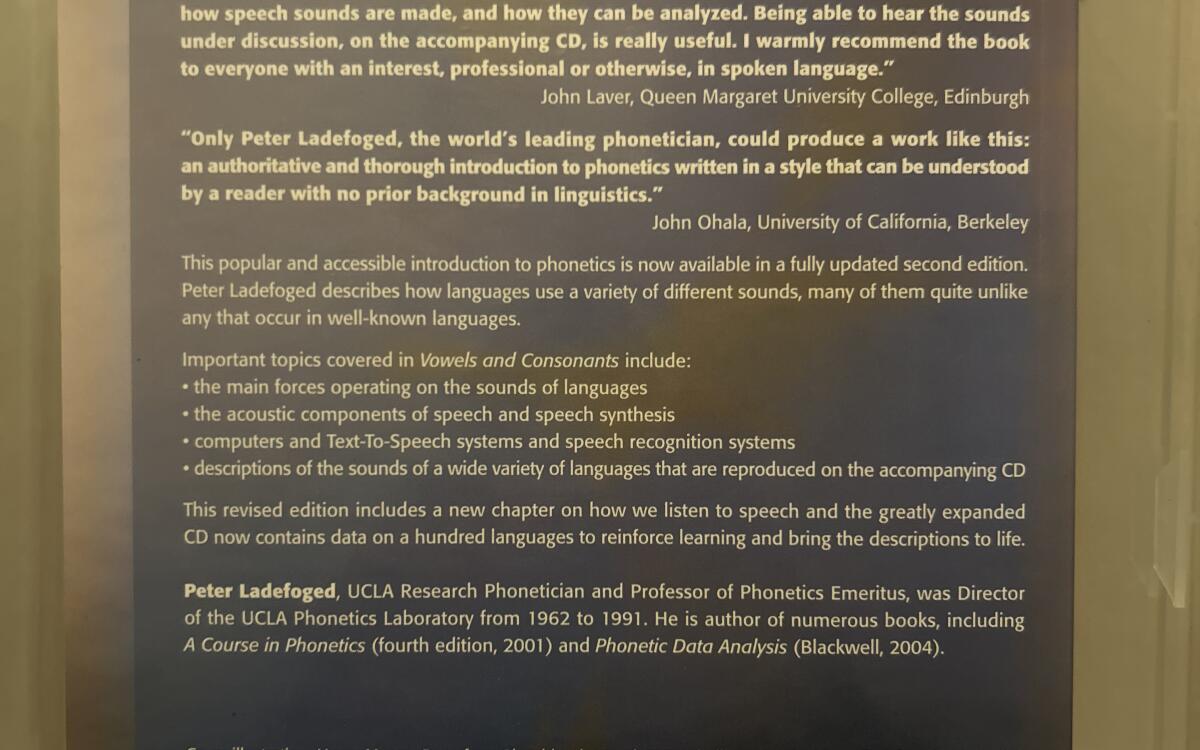 how speech sounds are made, and how they can be analyzed. Being able to hear the sounds
under discussion, on the accompanying CD, is really useful. I warmly recommend the book
to everyone with an interest, professional or otherwise, in spoken language.”
John Laver, Queen Margaret University College, Edinburgh
“Only Peter Ladefoged, the world’s leading phonetician, could produce a work like this:
an authoritative and thorough introduction to phonetics written in a style that can be understood
by a reader with no prior background in linguistics.”
John Ohala, University of California, Berkeley
This popular and accessible introduction to phonetics is now available in a fully updated second edition.
Peter Ladefoged describes how languages use a variety of different sounds, many of them quite unlike
any that occur in well-known languages.
Important topics covered in Vowels and Consonants include:
• the main forces operating on the sounds of languages
• the acoustic components of speech and speech synthesis
• computers and Text-To-Speech systems and speech recognition systems
• descriptions of the sounds of a wide variety of languages that are reproduced on the accompanying CD
This revised edition includes a new chapter on how we listen to speech and the greatly expanded
CD now contains data on a hundred languages to reinforce learning and bring the descriptions to life.
Peter Ladefoged, UCLA Research Phonetician and Professor of Phonetics Emeritus, was Director
of the UCLA Phonetics Laboratory from 1962 to 1991. He is author of numerous books, including
A Course in Phonetics (fourth edition, 2001) and Phonetic Data Analysis (Blackwell, 2004).